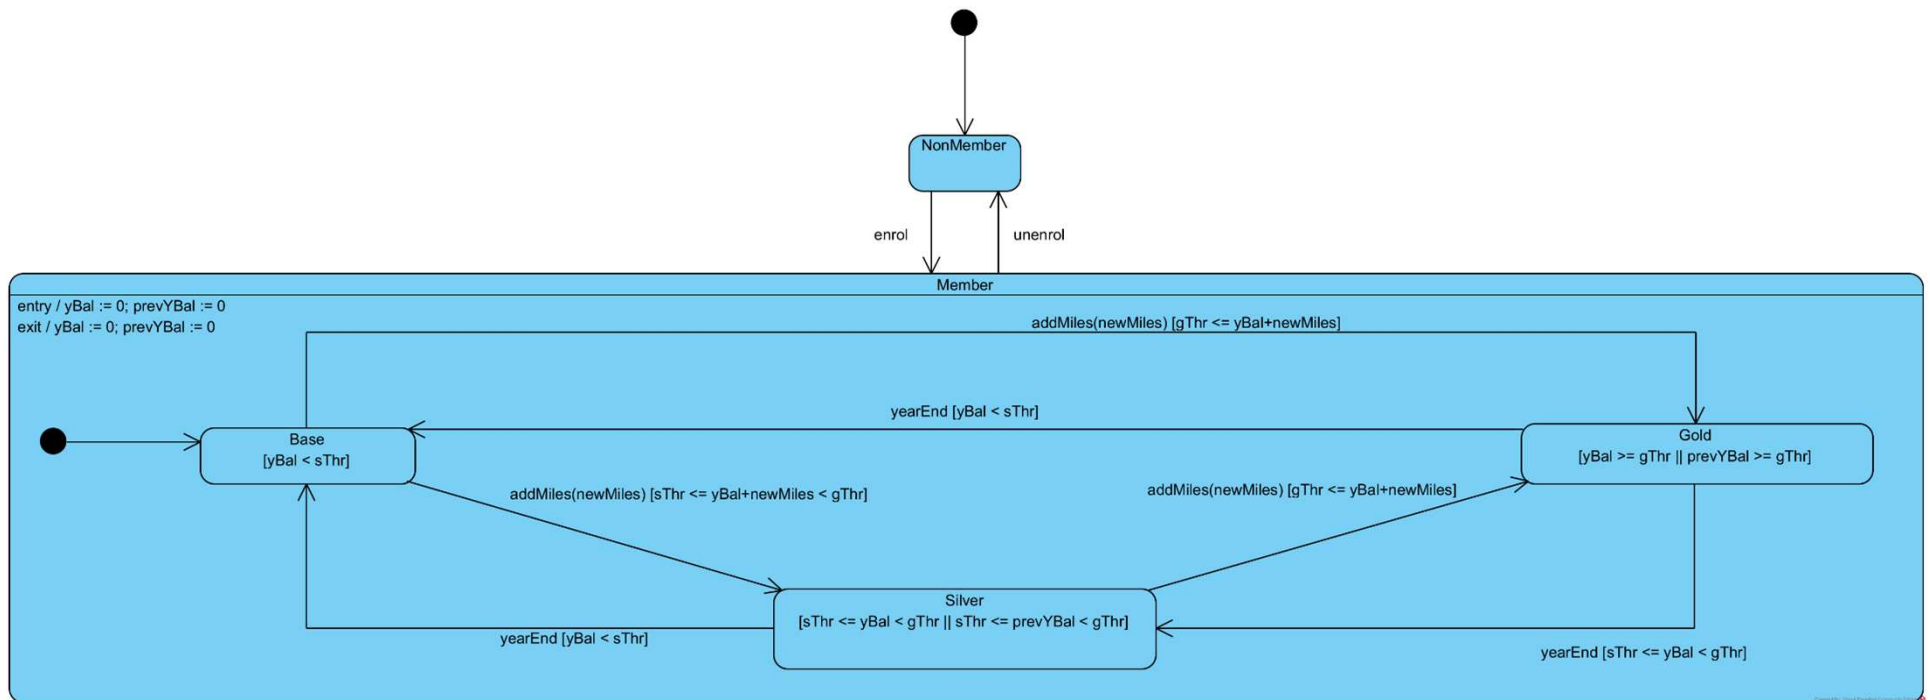 NonMember
enrol
unenrol
Member
entry / yBal := 0; prevYBal := 0
exit / yBal := 0; prevYBal := 0
addMiles(newMiles) [gThr <= yBal+newMiles]
yearEnd [yBal < sThr]
Base
[yBal < sThr]
Gold
[yBal >= gThr || prevYBal >= gThr]
addMiles(newMiles) [sThr <= yBal+newMiles < gThr]
addMiles(newMiles) [gThr <= yBal+newMiles]
Silver
[sThr <= yBal < gThr || sThr <= prevYBal < gThr]
yearEnd [yBal < sThr]
yearEnd [sThr <= yBal < gThr]